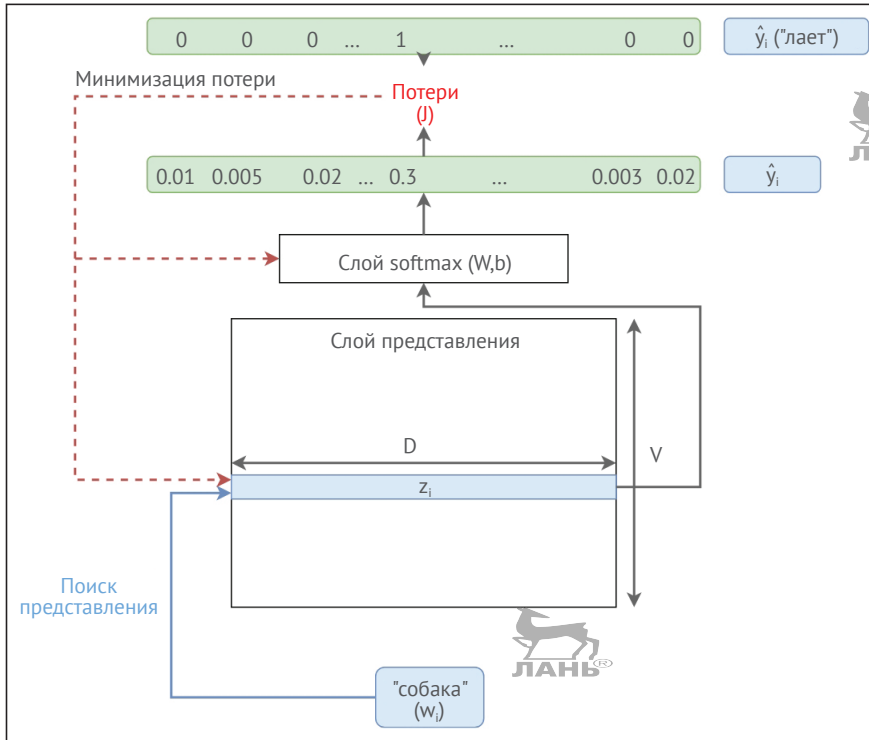 0 0 0 ... 1 ... 0 0
ŷᵢ ("лает")
Минимизация потери
Потери
(J)
0.01 0.005 0.02 ... 0.3 ... 0.003 0.02
ŷᵢ
Слой softmax (W,b)
Слой представления
D
V
zᵢ
Поиск
представления
ЛАНЬ®
"собака"
(wᵢ)